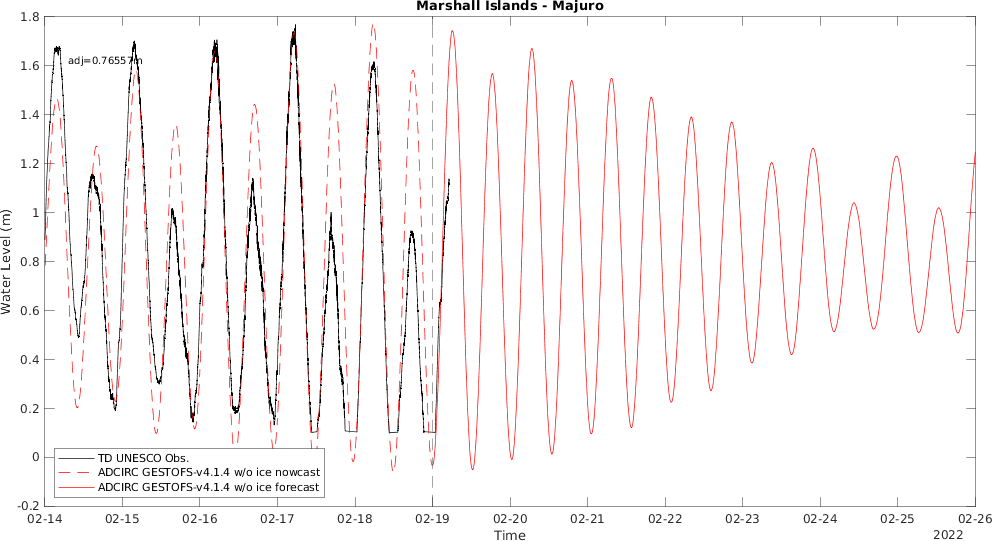 Marshall Islands - Majuro
adj=0.76557m
Water Level (m)
1.8
1.6
1.4
1.2
1
0.8
0.6
0.4
0.2
0
-0.2
TD UNESCO Obs.
ADCIRC GESTOFS-v4.1.4 w/o ice nowcast
ADCIRC GESTOFS-v4.1.4 w/o ice forecast
02-14 02-15 02-16 02-17 02-18 02-19 02-20 02-21 02-22 02-23 02-24 02-25 02-26
Time
2022